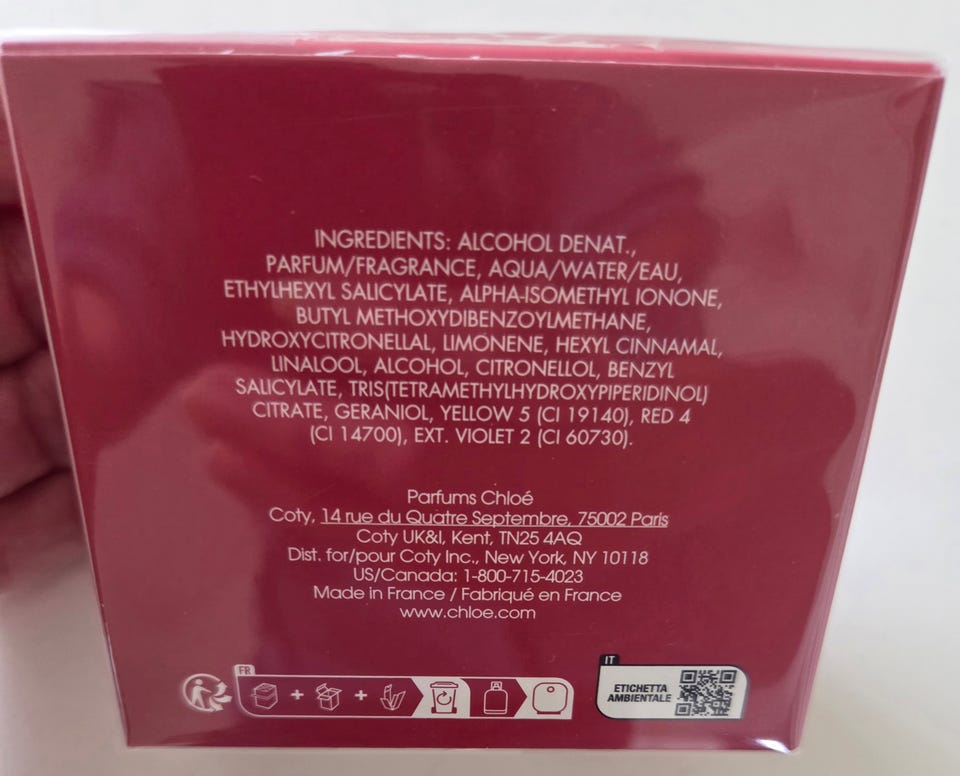 INGREDIENTS: ALCOHOL DENAT.,
PARFUM/FRAGRANCE, AQUA/WATER/EAU,
ETHYLHEXYL SALICYLATE, ALPHA-ISOMETHYL IONONE,
BUTYL METHOXYDIBENZOYLMETHANE,
HYDROXYCITRONELLAL, LIMONENE, HEXYL CINNAMAL,
LINALOOL, ALCOHOL, CITRONELLOL, BENZYL
SALICYLATE, TRIS(TETRAMETHYLHYDROXYPIPERIDINOL)
CITRATE, GERANIOL, YELLOW 5 (CI 19140), RED 4
(CI 14700), EXT. VIOLET 2 (CI 60730).
Parfums Chloé
Coty, 14 rue du Quatre Septembre, 75002 Paris
Coty UK&I, Kent, TN25 4AQ
Dist. for/pour Coty Inc., New York, NY 10118
US/Canada: 1-800-715-4023
Made in France / Fabriqué en France
www.chloe.com
FR
+ +
IT
ETICHETTA
AMBIENTALE